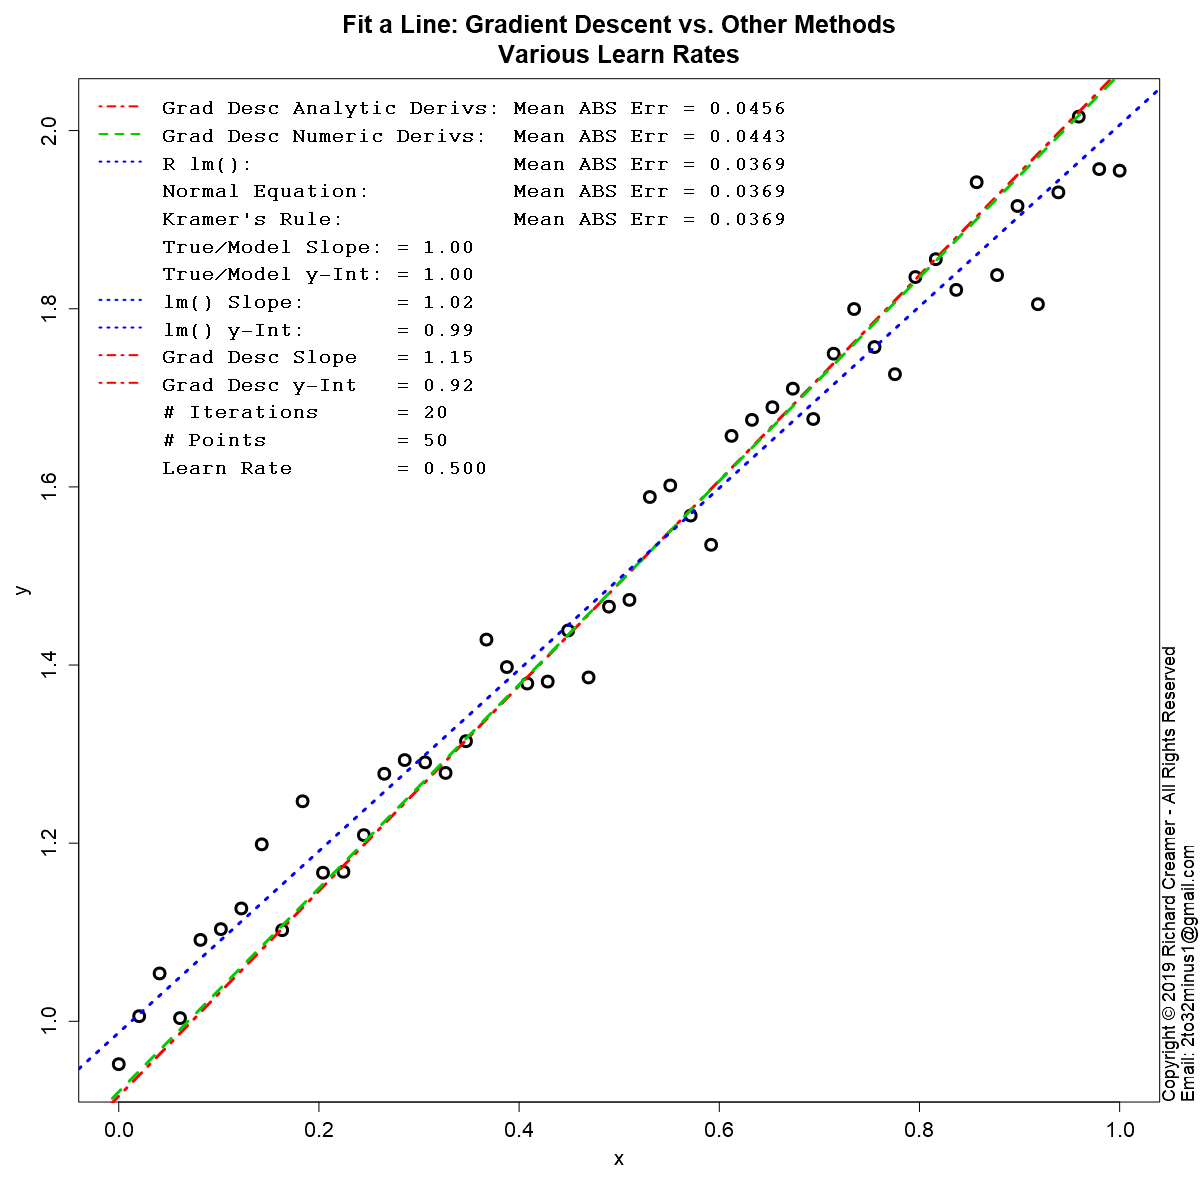 Fit a Line: Gradient Descent vs. Other Methods
Various Learn Rates
Grad Desc Analytic Derivs: Mean ABS Err = 0.0456
Grad Desc Numeric Derivs: Mean ABS Err = 0.0443
R lm(): Mean ABS Err = 0.0369
Normal Equation: Mean ABS Err = 0.0369
Kramer's Rule: Mean ABS Err = 0.0369
True/Model Slope: = 1.00
True/Model y-Int: = 1.00
lm() Slope: = 1.02
lm() y-Int: = 0.99
Grad Desc Slope = 1.15
Grad Desc y-Int = 0.92
# Iterations = 20
# Points = 50
Learn Rate = 0.500
2.0
1.8
1.6
1.4
1.2
1.0
y
0.0 0.2 0.4 0.6 0.8 1.0
x
Copyright © 2019 Richard Creamer - All Rights Reserved
Email: 2to32minus1@gmail.com